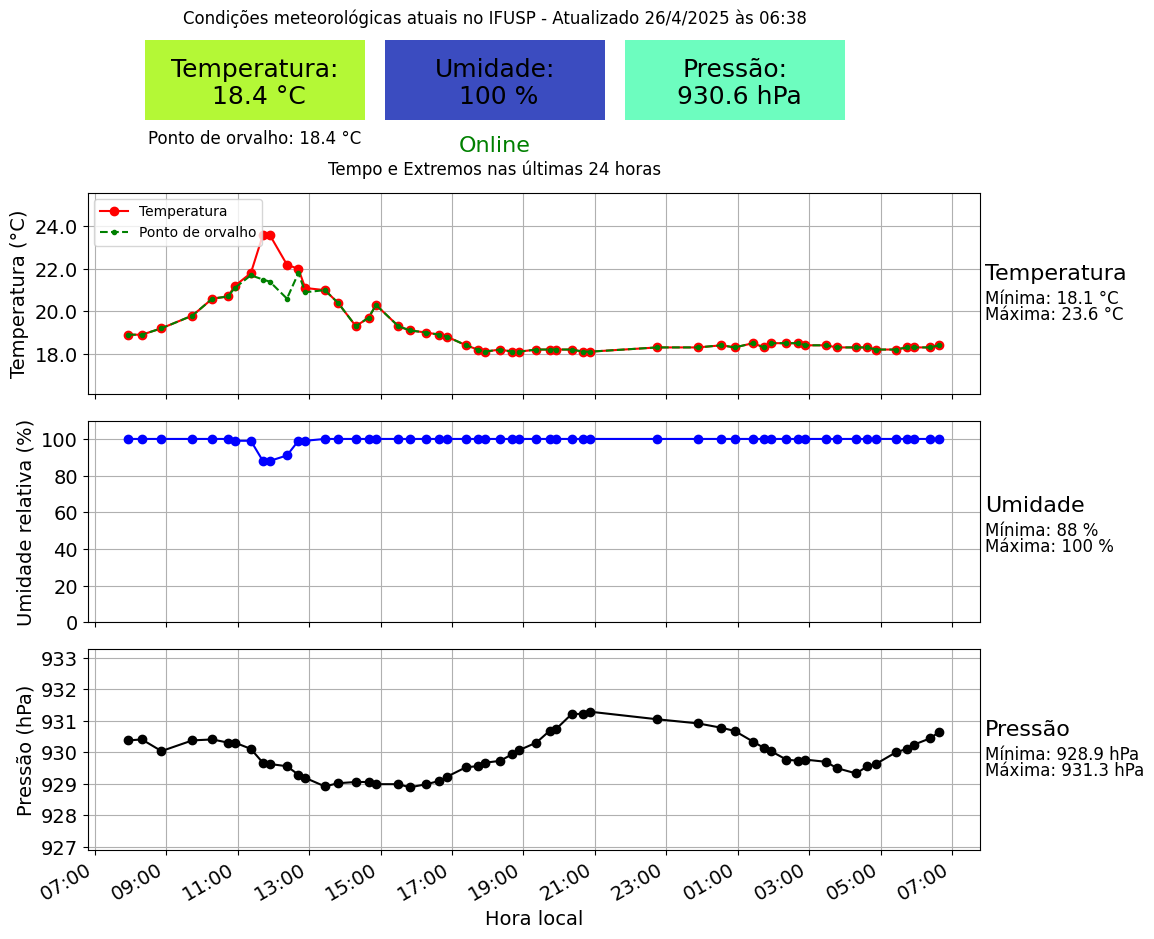 Condições meteorológicas atuais no IFUSP - Atualizado 26/4/2025 às 06:38
Temperatura:
18.4 °C
Umidade:
100 %
Pressão:
930.6 hPa
Ponto de orvalho: 18.4 °C
Online
Tempo e Extremos nas últimas 24 horas
Temperatura (°C)
24.0
22.0
20.0
18.0
Temperatura
Ponto de orvalho
Temperatura
Mínima: 18.1 °C
Máxima: 23.6 °C
Umidade relativa (%)
100
80
60
40
20
0
Umidade
Mínima: 88 %
Máxima: 100 %
Pressão (hPa)
933
932
931
930
929
928
927
Pressão
Mínima: 928.9 hPa
Máxima: 931.3 hPa
07:00
09:00
11:00
13:00
15:00
17:00
19:00
21:00
23:00
01:00
03:00
05:00
07:00
Hora local